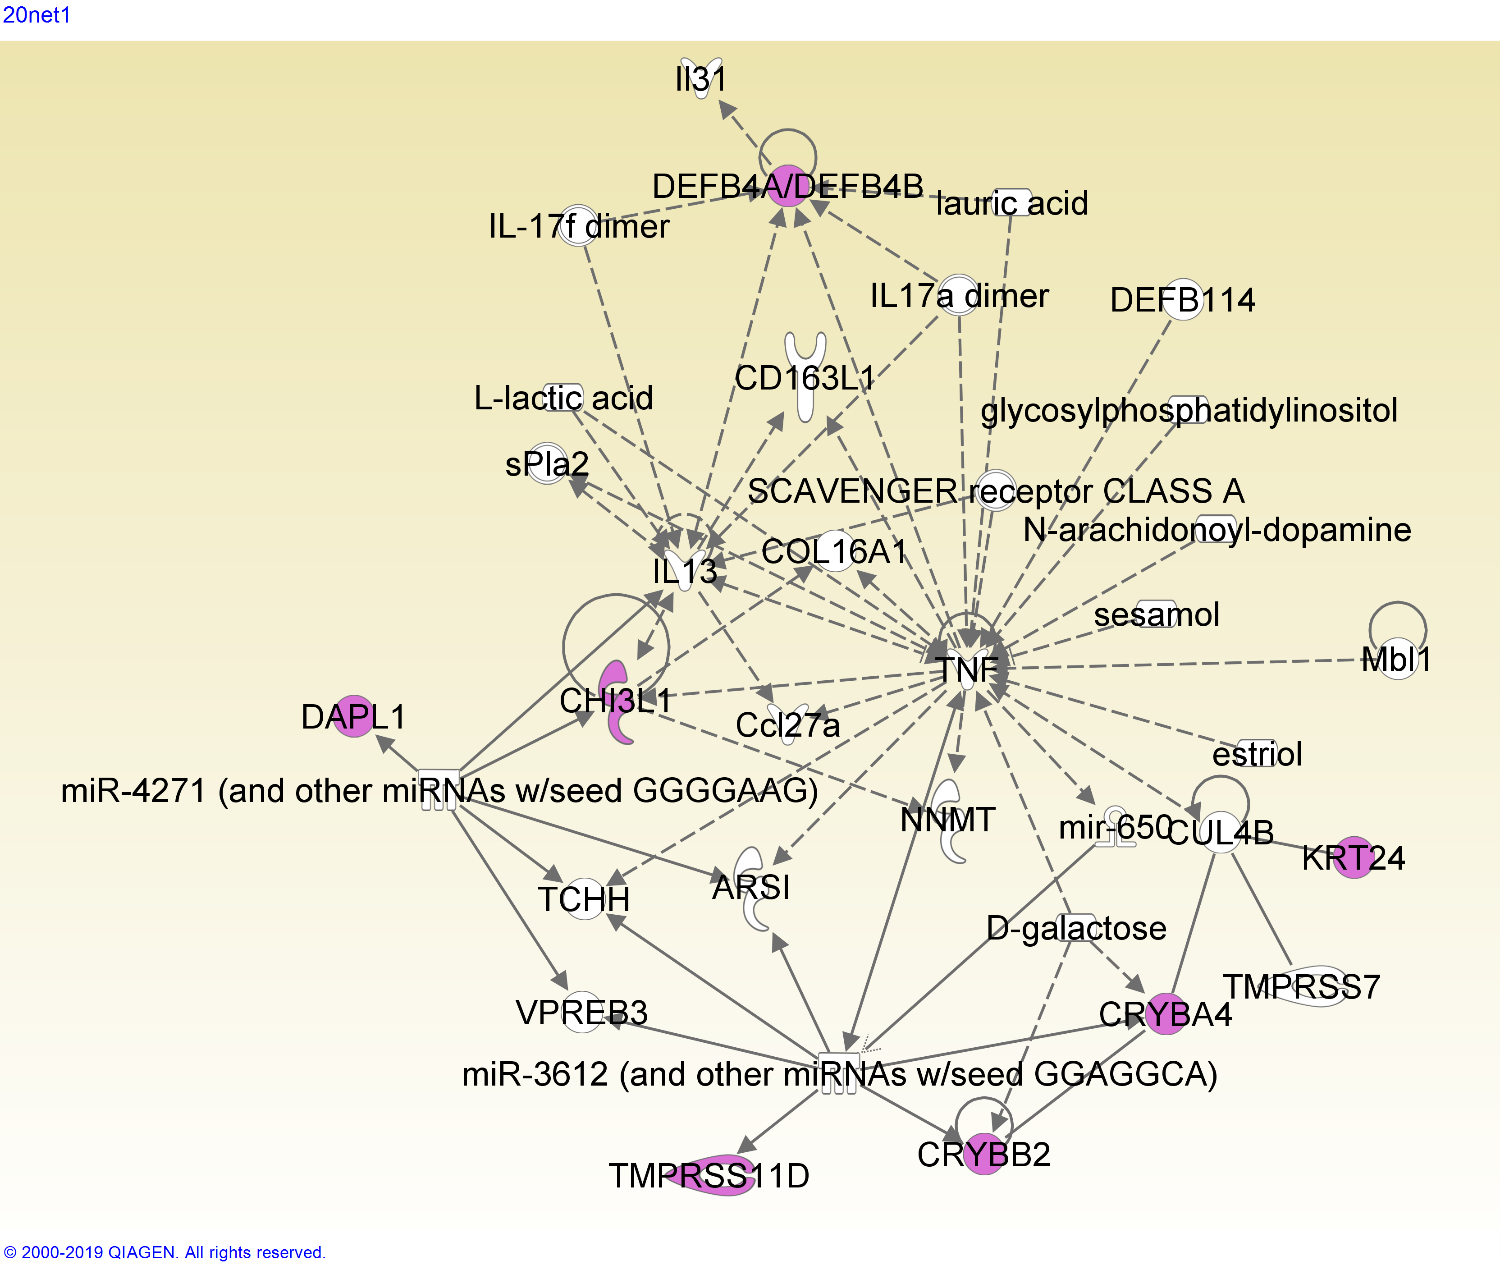 20net1
Il31
DEFB4A/DEFB4B
lauric acid
IL-17f dimer
IL17a dimer
DEFB114
CD163L1
L-lactic acid
glycosylphosphatidylinositol
sPla2
SCAVENGER receptor CLASS A
N-arachidonoyl-dopamine
COL16A1
IL13
sesamol
TNF
Mbl1
CHI3L1
DAPL1
Ccl27a
estriol
miR-4271 (and other miRNAs w/seed GGGGAAG)
NNMT
mir-650
CUL4B
KRT24
TCHH
ARSI
D-galactose
TMPRSS7
VPREB3
CRYBA4
miR-3612 (and other miRNAs w/seed GGAGGCA)
CRYBB2
TMPRSS11D
© 2000-2019 QIAGEN. All rights reserved.